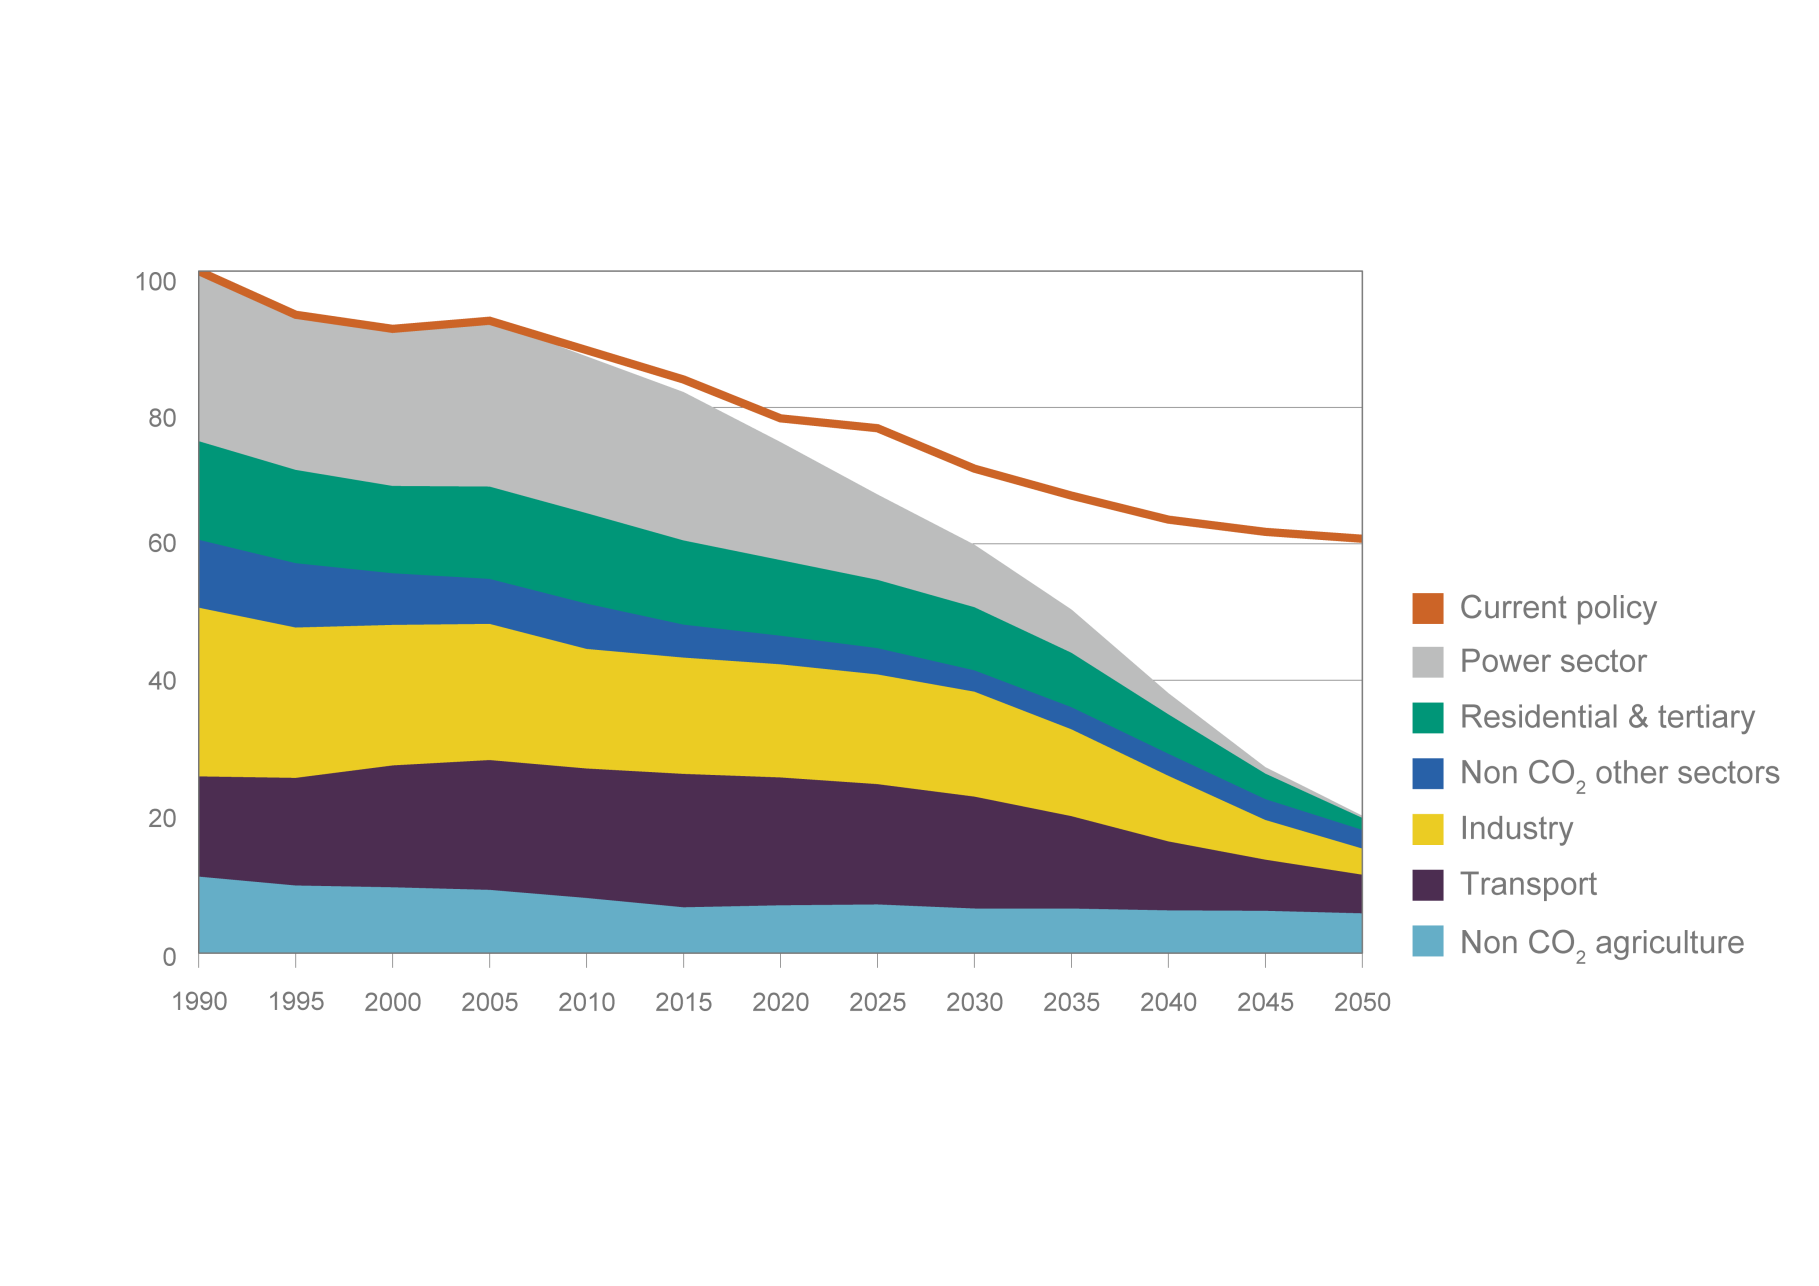 100
80
60
40
20
0
1990 1995 2000 2005 2010 2015 2020 2025 2030 2035 2040 2045 2050
Current policy
Power sector
Residential & tertiary
Non CO2 other sectors
Industry
Transport
Non CO2 agriculture